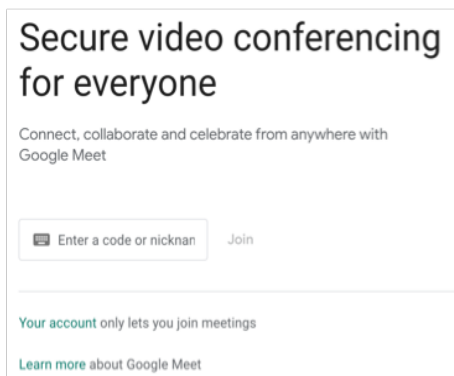 Secure video conferencing
for everyone
Connect, collaborate and celebrate from anywhere with
Google Meet
Enter a code or nicknan Join
Your account only lets you join meetings
Learn more about Google Meet